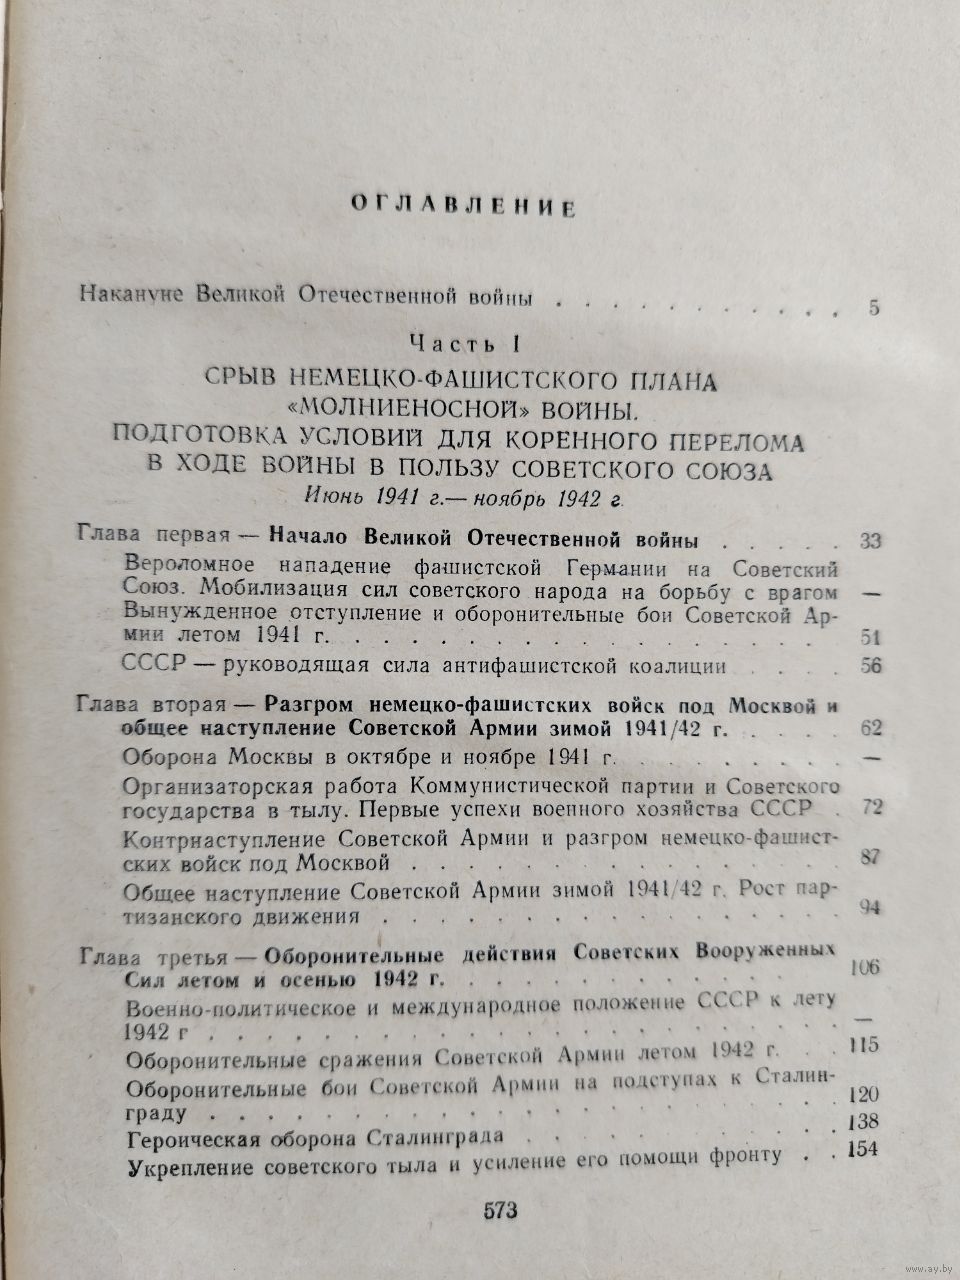 ОГЛАВЛЕНИЕ
Накануне Великой Отечественной войны . . . . . . . . . . 5
Часть I
СРЫВ НЕМЕЦКО-ФАШИСТСКОГО ПЛАНА
«МОЛНИЕНОСНОЙ» ВОЙНЫ.
ПОДГОТОВКА УСЛОВИЙ ДЛЯ КОРЕННОГО ПЕРЕЛОМА
В ХОДЕ ВОЙНЫ В ПОЛЬЗУ СОВЕТСКОГО СОЮЗА
Июнь 1941 г.— ноябрь 1942 г.
Глава первая — Начало Великой Отечественной войны . . . . . 33
Вероломное нападение фашистской Германии на Советский
Союз. Мобилизация сил советского народа на борьбу с врагом —
Вынужденное отступление и оборонительные бои Советской Ар-
мии летом 1941 г. . . . . . . . . . . . . . 51
СССР — руководящая сила антифашистской коалиции . . . . 56
Глава вторая — Разгром немецко-фашистских войск под Москвой и
общее наступление Советской Армии зимой 1941/42 г. . . . . 62
Оборона Москвы в октябре и ноябре 1941 г. . . . . . . . —
Организаторская работа Коммунистической партии и Советского
государства в тылу. Первые успехи военного хозяйства СССР . 72
Контрнаступление Советской Армии и разгром немецко-фашист-
ских войск под Москвой . . . . . . . . . . . . 87
Общее наступление Советской Армии зимой 1941/42 г. Рост пар-
тизанского движения . . . . . . . . . . . . . 94
Глава третья — Оборонительные действия Советских Вооруженных
Сил летом и осенью 1942 г. . . . . . . . . . . 106
Военно-политическое и международное положение СССР к лету
1942 г . . . . . . . . . . . . . . . . . —
Оборонительные сражения Советской Армии летом 1942 г. . . 115
Оборонительные бои Советской Армии на подступах к Сталин-
граду . . . . . . . . . . . . . . . . . 120
Героическая оборона Сталинграда . . . . . . . . . 138
Укрепление советского тыла и усиление его помощи фронту . . 154
573
www.ay.by